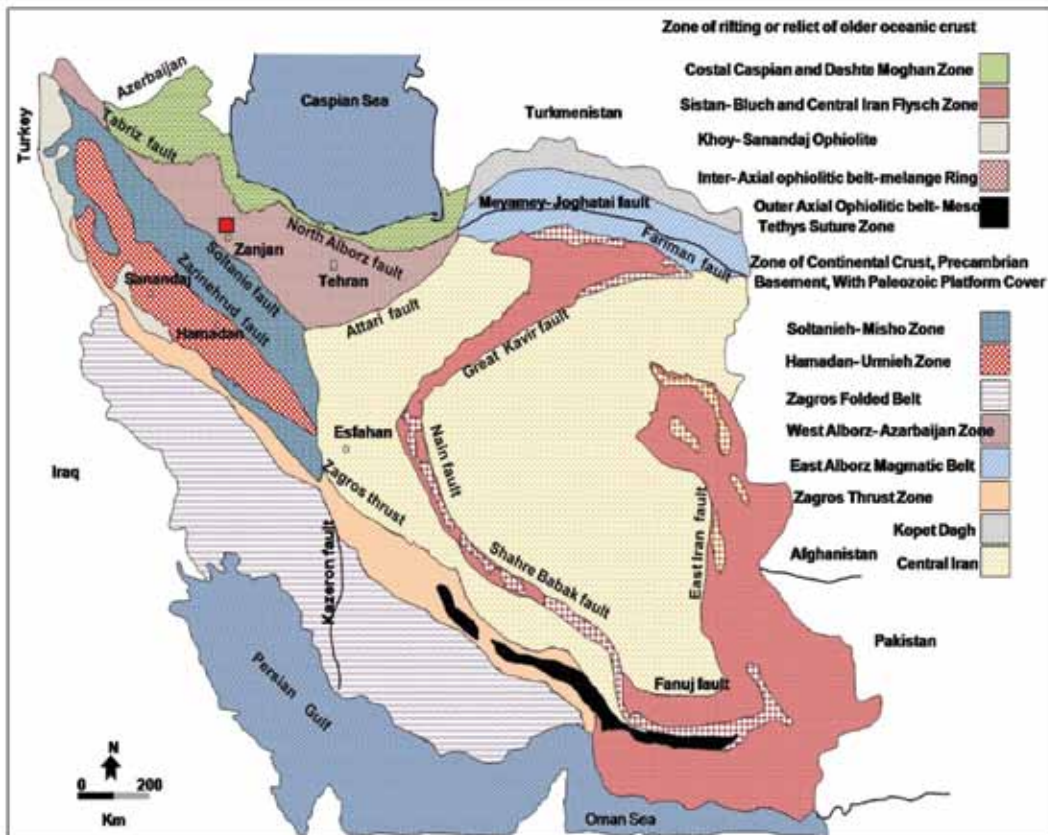 Zone of rifting or relict of older oceanic crust
Costal Caspian and Dashte Moghan Zone
Sistan- Bluch and Central Iran Flysch Zone
Khoy- Sanandaj Ophiolite
Inter- Axial ophiolitic belt-melange Ring
Outer Axial Ophiolitic belt- Meso
Tethys Suture Zone
Zone of Continental Crust, Precambrian
Basement, With Paleozoic Platform Cover
Soltanieh- Misho Zone
Hamadan- Urmieh Zone
Zagros Folded Belt
West Alborz- Azarbaijan Zone
East Alborz Magmatic Belt
Zagros Thrust Zone
Kopet Dagh
Central Iran
Azerbaijan
Caspian Sea
Turkmenistan
Turkey
Tabriz fault
Meyamey- Joghatai fault
Fariman fault
North Alborz fault
Zanjan
Tehran
Soltanie fault
Zarinehrud fault
Sanandaj
Hamadan
Attari fault
Great Kavir fault
Esfahan
Nain fault
Iraq
Zagros thrust
East Iran fault
Kazeron fault
Shahre Babak fault
Afghanistan
Pakistan
Fanuj fault
Persian Gulf
Oman Sea
N
0 200
Km